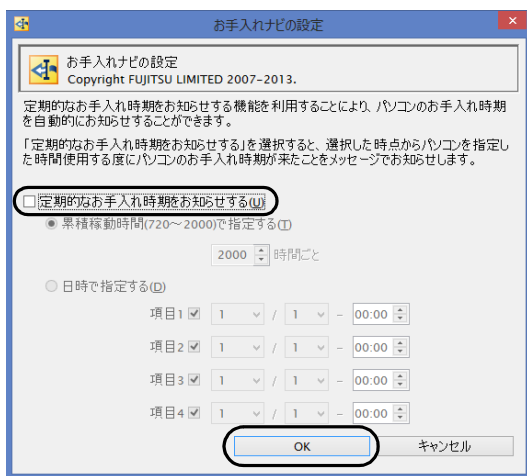 お手入れナビの設定
お手入れナビの設定
Copyright FUJITSU LIMITED 2007-2013.
定期的なお手入れ時期をお知らせする機能を利用することにより、パソコンのお手入れ時期
を自動的にお知らせすることができます。
「定期的なお手入れ時期をお知らせする」を選択すると、選択した時点からパソコンを指定し
た時間使用する度にパソコンのお手入れ時期が来たことをメッセージでお知らせします。
定期的なお手入れ時期をお知らせする(U)
累積稼動時間(720～2000)で指定する(T)
2000 時間ごと
日時で指定する(D)
項目1 1 / 1 - 00:00
項目2 1 / 1 - 00:00
項目3 1 / 1 - 00:00
項目4 1 / 1 - 00:00
OK キャンセル